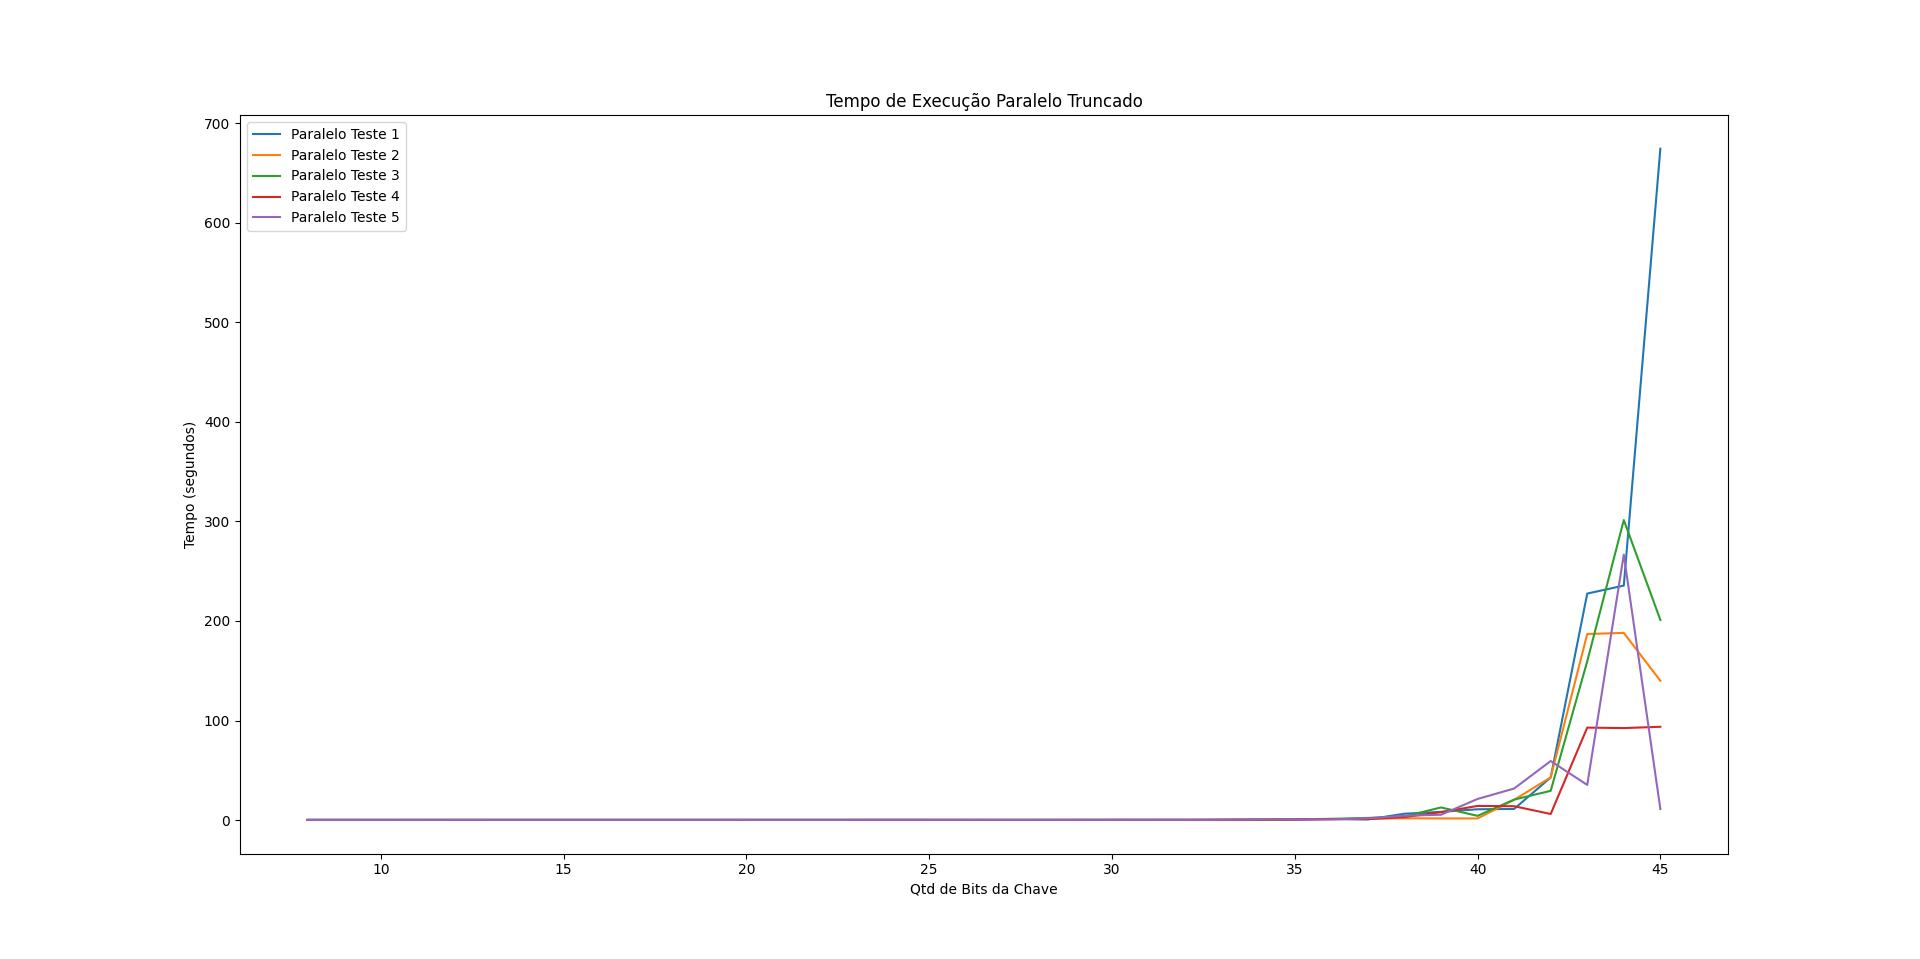 Tempo de Execução Paralelo Truncado
Paralelo Teste 1
Paralelo Teste 2
Paralelo Teste 3
Paralelo Teste 4
Paralelo Teste 5
Tempo (segundos)
700
600
500
400
300
200
100
0
10 15 20 25 30 35 40 45
Qtd de Bits da Chave